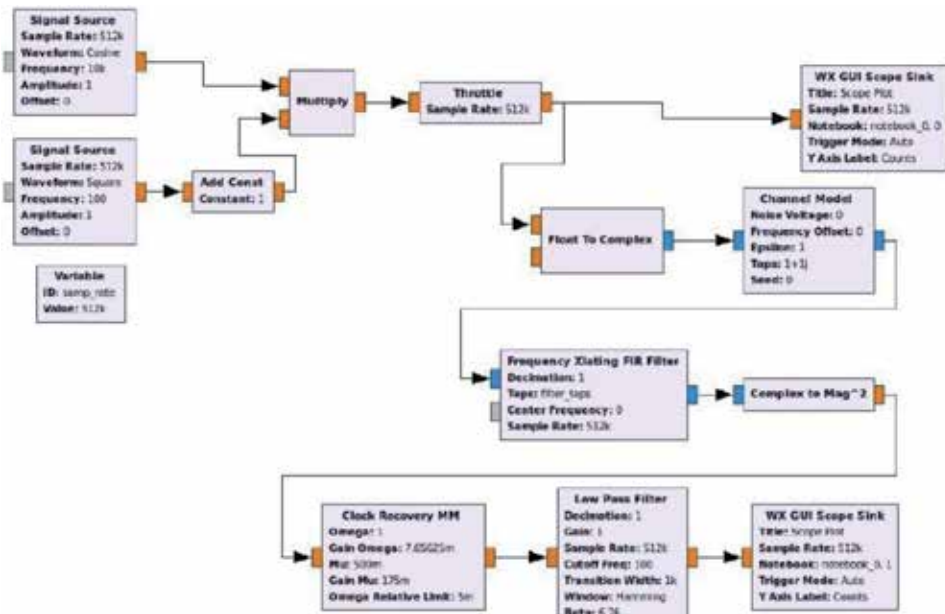 Signal Source
Sample Rate: 512k
Waveform: Cosine
Frequency: 10k
Amplitude: 1
Offset: 0
Signal Source
Sample Rate: 512k
Waveform: Square
Frequency: 100
Amplitude: 1
Offset: 0
Add Const
Constant: 1
Multiply
Throttle
Sample Rate: 512k
WX GUI Scope Sink
Title: Scope Plot
Sample Rate: 512k
Notebook: notebook_0, 0
Trigger Mode: Auto
Y Axis Label: Counts
Variable
ID: samp_rate
Value: 512k
Float To Complex
Channel Model
Noise Voltage: 0
Frequency Offset: 0
Epsilon: 1
Taps: 1+1j
Seed: 0
Frequency Xlating FIR Filter
Decimation: 1
Taps: filter_taps
Center Frequency: 0
Sample Rate: 512k
Complex to Mag^2
Clock Recovery MM
Omega: 1
Gain Omega: 7.65625m
Mu: 500m
Gain Mu: 175m
Omega Relative Limit: 5m
Low Pass Filter
Decimation: 1
Gain: 1
Sample Rate: 512k
Cutoff Freq: 100
Transition Width: 1k
Window: Hamming
Beta: 6.76
WX GUI Scope Sink
Title: Scope Plot
Sample Rate: 512k
Notebook: notebook_0, 1
Trigger Mode: Auto
Y Axis Label: Counts